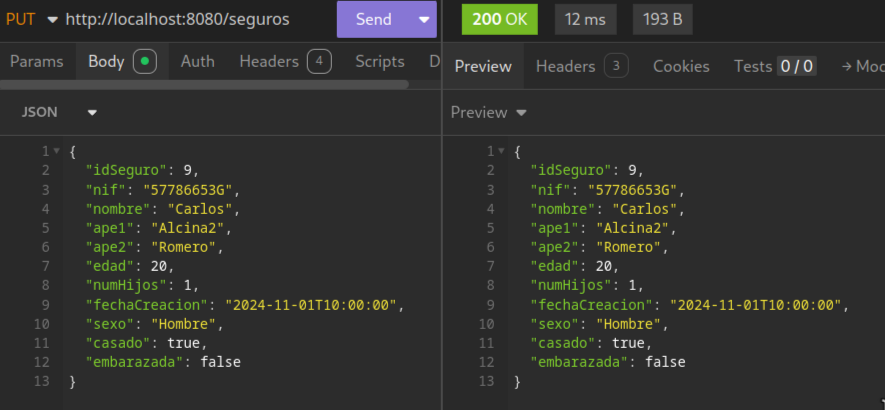 PUT http://localhost:8080/seguros Send
Params Body Auth Headers 4 Scripts D
JSON
1 {
2 "idSeguro": 9,
3 "nif": "57786653G",
4 "nombre": "Carlos",
5 "ape1": "Alcina2",
6 "ape2": "Romero",
7 "edad": 20,
8 "numHijos": 1,
9 "fechaCreacion": "2024-11-01T10:00:00",
10 "sexo": "Hombre",
11 "casado": true,
12 "embarazada": false
13 }
200 OK 12 ms 193 B
Preview Headers 3 Cookies Tests 0 / 0 → Moc
Preview
1 {
2 "idSeguro": 9,
3 "nif": "57786653G",
4 "nombre": "Carlos",
5 "ape1": "Alcina2",
6 "ape2": "Romero",
7 "edad": 20,
8 "numHijos": 1,
9 "fechaCreacion": "2024-11-01T10:00:00",
10 "sexo": "Hombre",
11 "casado": true,
12 "embarazada": false
13 }